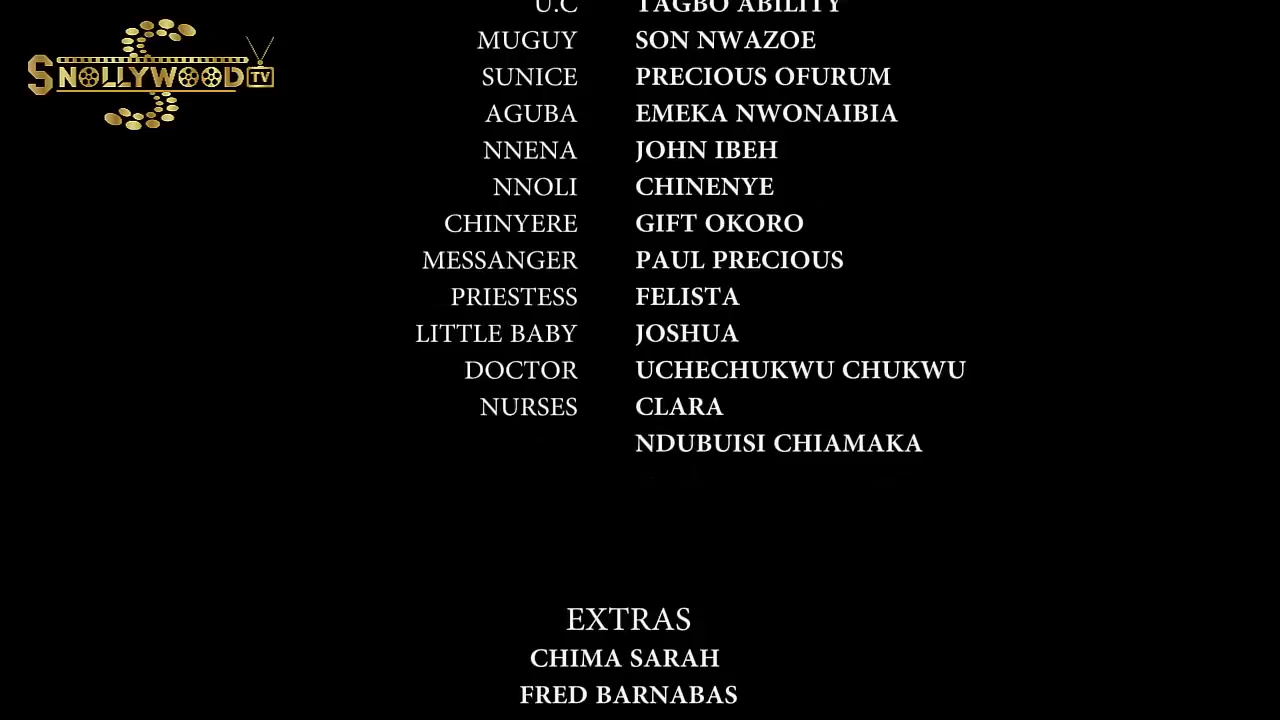 SNOLLYWOOD TV
U.C TAGBO ABILITY
MUGUY SON NWAZOE
SUNICE PRECIOUS OFURUM
AGUBA EMEKA NWONAIBIA
NNENA JOHN IBEH
NNOLI CHINENYE
CHINYERE GIFT OKORO
MESSANGER PAUL PRECIOUS
PRIESTESS FELISTA
LITTLE BABY JOSHUA
DOCTOR UCHECHUKWU CHUKWU
NURSES CLARA
NDUBUISI CHIAMAKA
EXTRAS
CHIMA SARAH
FRED BARNABAS